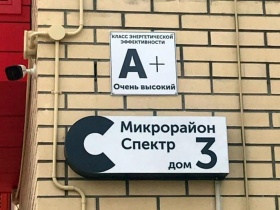 КЛАСС ЭНЕРГЕТИЧЕСКОЙ
ЭФФЕКТИВНОСТИ
A+
Очень высокий
Микрорайон
Спектр
дом 3